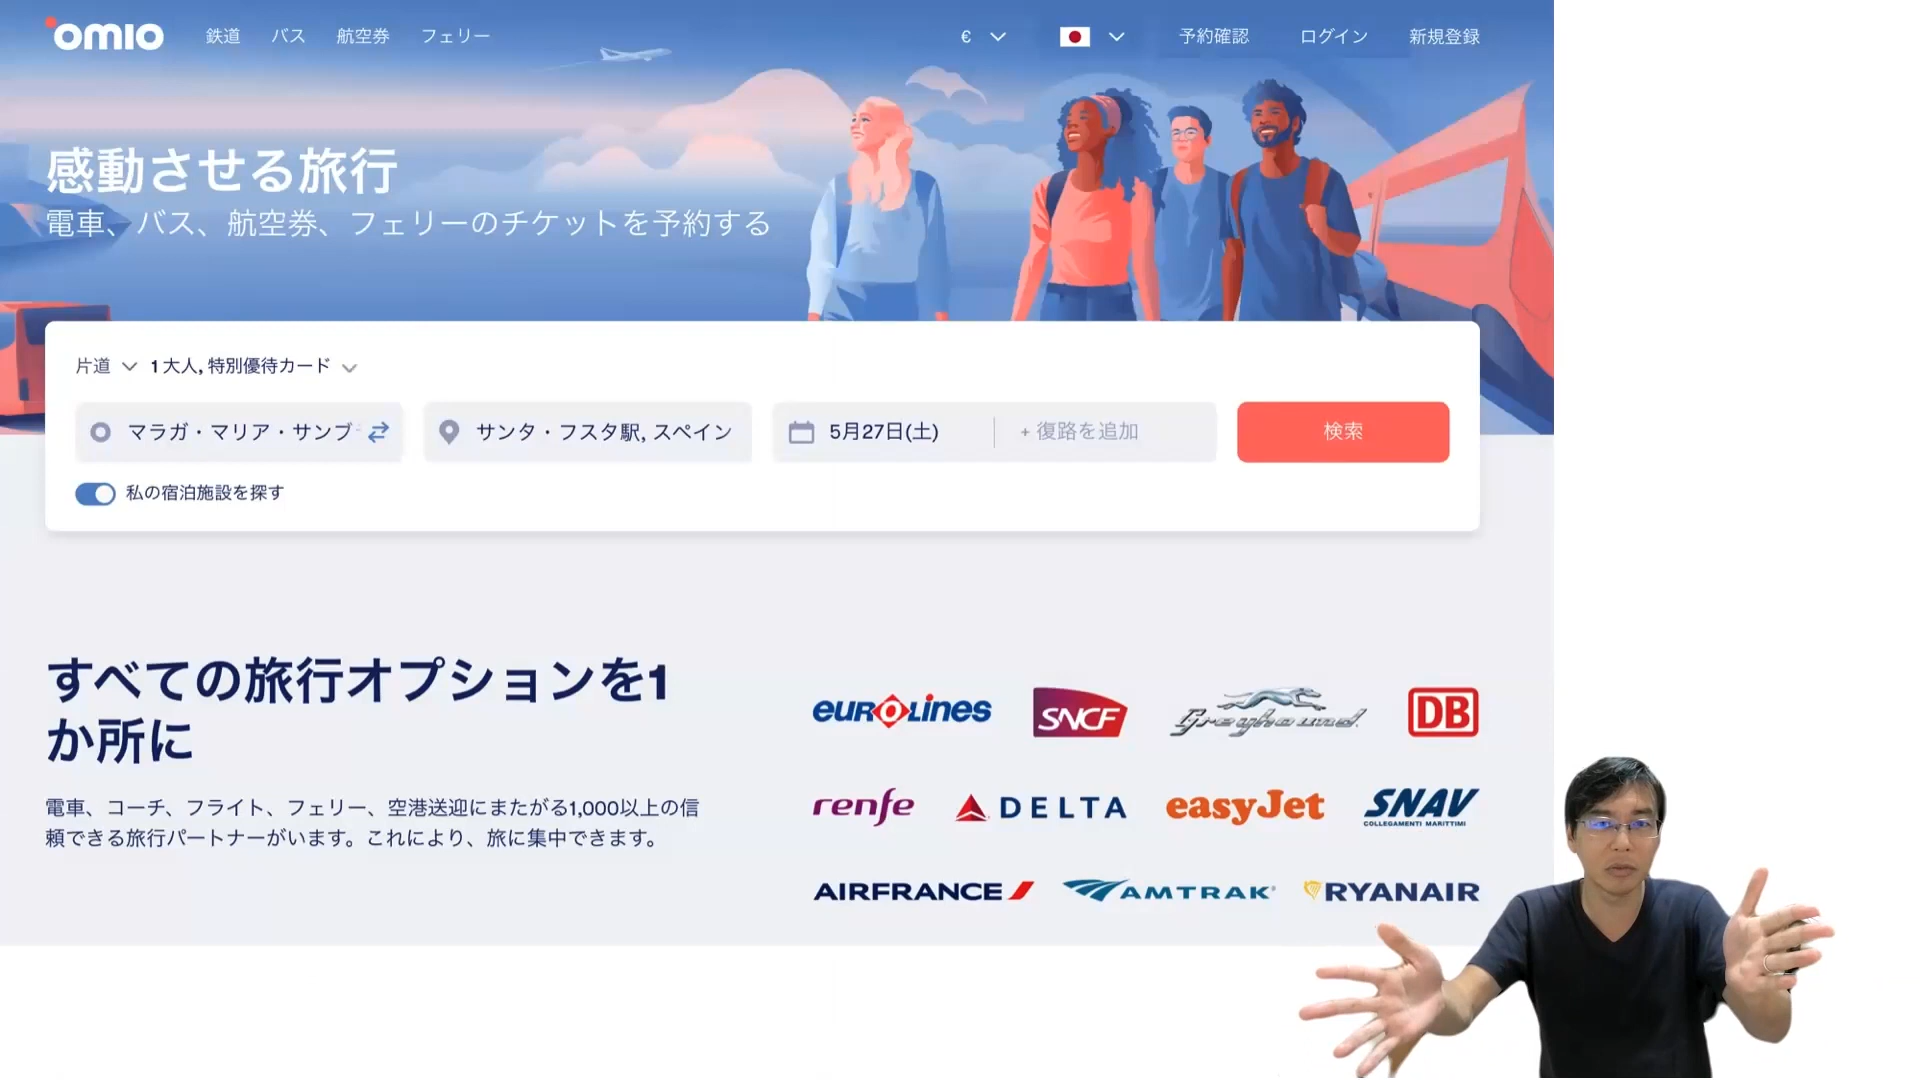 omio
鉄道 バス 航空券 フェリー
€
予約確認 ログイン 新規登録
感動させる旅行
電車、バス、航空券、フェリーのチケットを予約する
片道 1 大人, 特別優待カード
マラガ・マリア・サンブ
サンタ・フスタ駅, スペイン
5月27日(土)
+ 復路を追加
検索
私の宿泊施設を探す
すべての旅行オプションを1
か所に
電車、コーチ、フライト、フェリー、空港送迎にまたがる1,000以上の信
頼できる旅行パートナーがいます。これにより、旅に集中できます。
eurolines SNCF Greyhound DB
renfe DELTA easyJet SNAV
COLLEGAMENTI MARITTIMI
AIRFRANCE AMTRAK RYANAIR